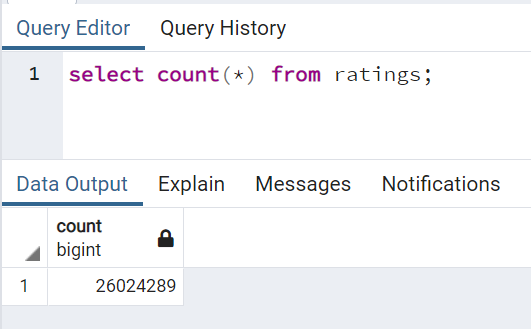 Query Editor Query History
1 select count(*) from ratings;
Data Output Explain Messages Notifications
count
bigint
1 26024289